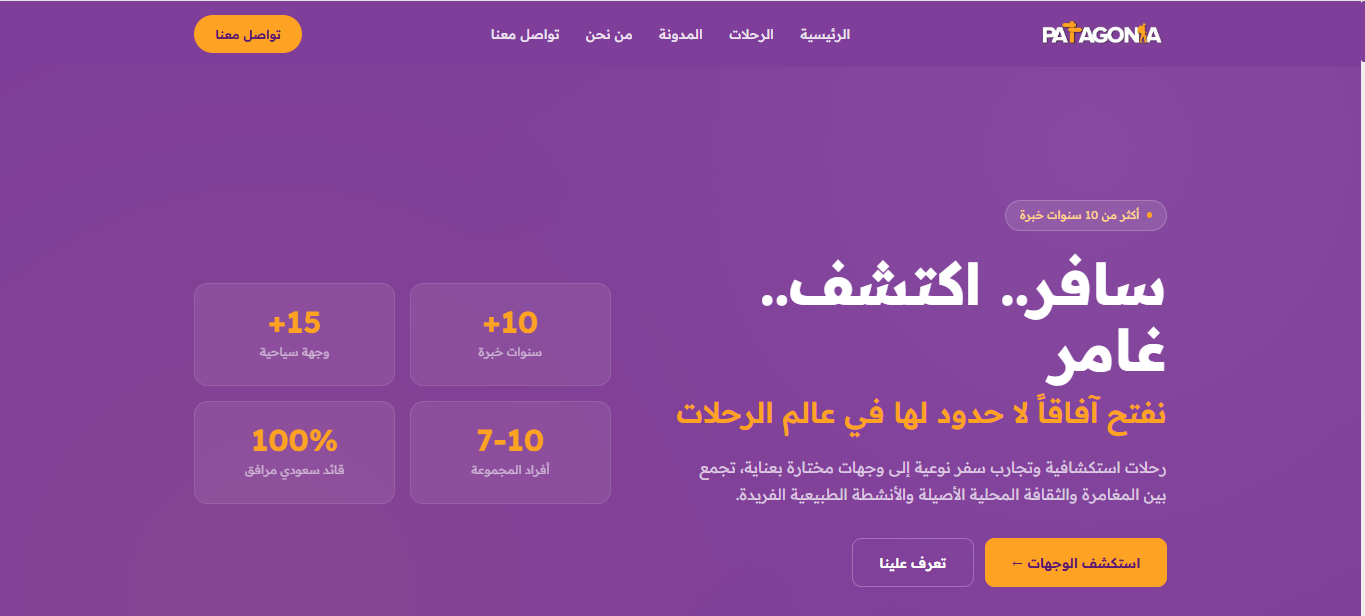 PATAGONIA
الرئيسية
الرحلات
المدونة
من نحن
تواصل معنا
تواصل معنا
أكثر من 10 سنوات خبرة
سافر.. اكتشف..
غامر
نفتح آفاقاً لا حدود لها في عالم الرحلات
رحلات استكشافية وتجارب سفر نوعية إلى وجهات مختارة بعناية، تجمع
بين المغامرة والثقافة المحلية الأصيلة والأنشطة الطبيعية الفريدة.
استكشف الوجهات ←
تعرف علينا
+10
سنوات خبرة
+15
وجهة سياحية
7-10
أفراد المجموعة
100%
قائد سعودي مرافق